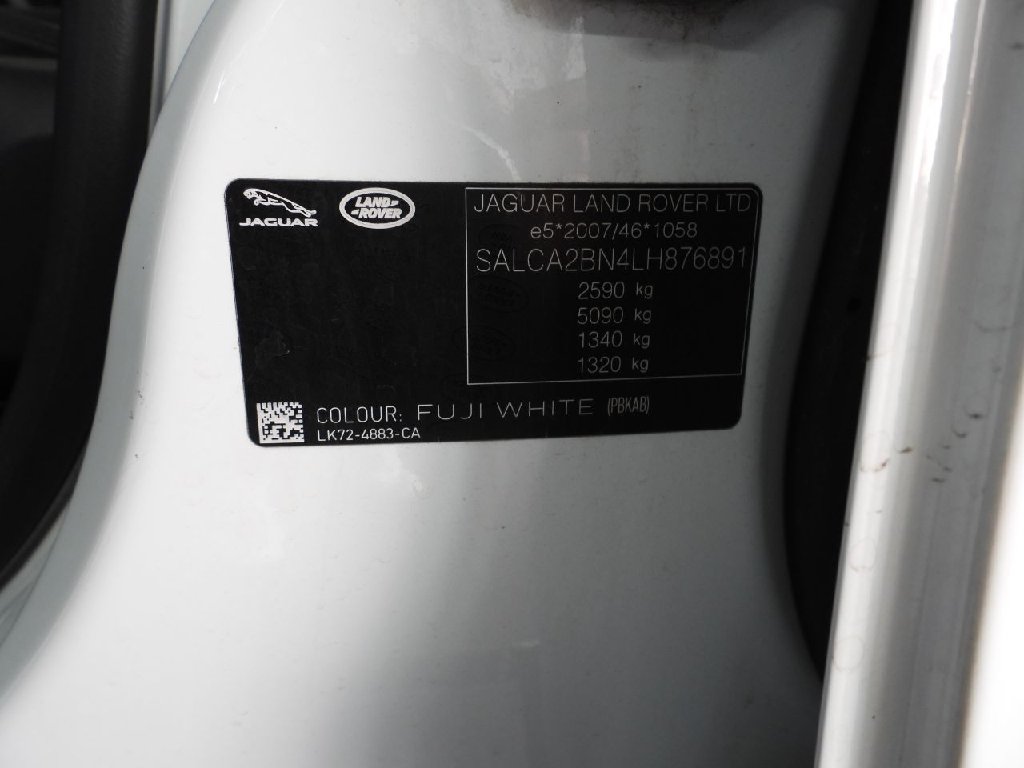 JAGUAR
LAND-
-ROVER
JAGUAR LAND ROVER LTD
e5*2007/46*1058
SALCA2BN4LH876891
2590 kg
5090 kg
1340 kg
1320 kg
COLOUR: FUJI WHITE (PBKAB)
LK72-4883-CA